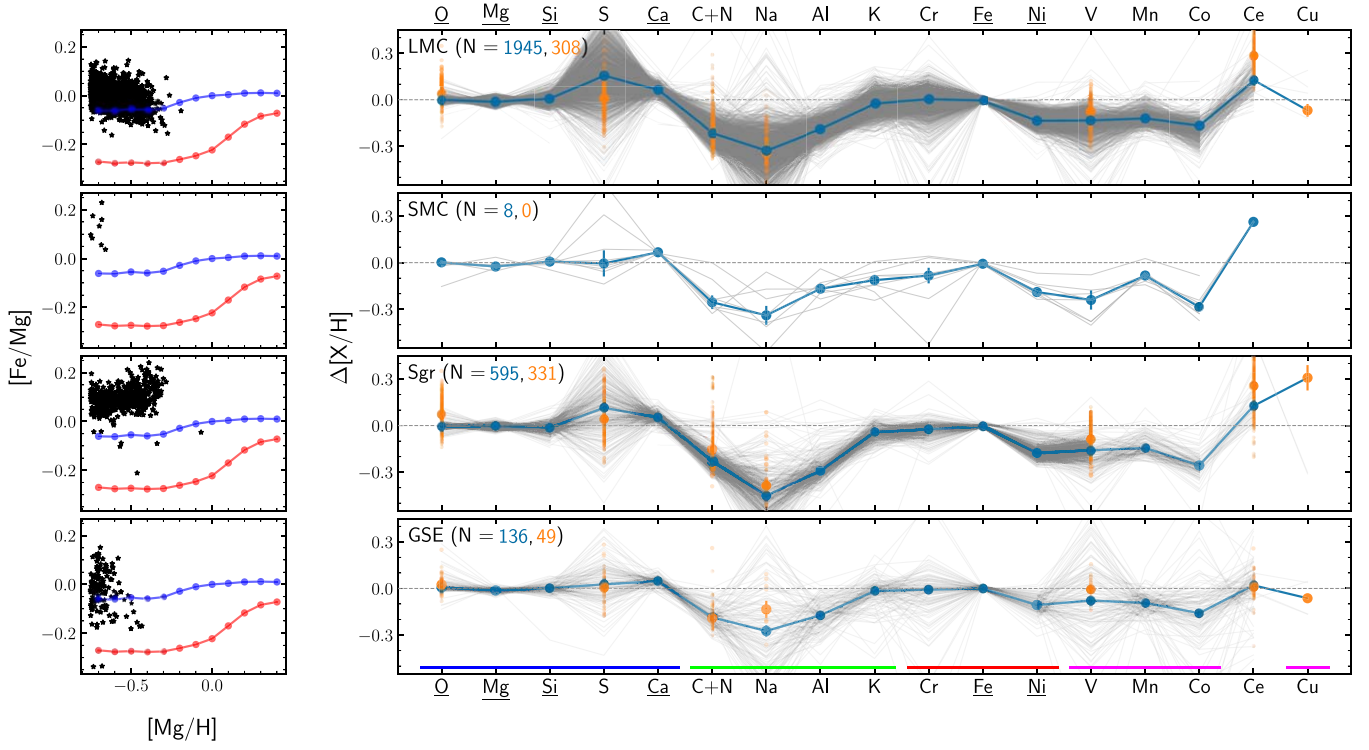 O Mg Si S Ca C+N Na Al K Cr Fe Ni V Mn Co Ce Cu
0.2
0.0
−0.2
LMC (N = 1945, 308)
0.3
0.0
−0.3
0.2
0.0
−0.2
SMC (N = 8, 0)
0.3
0.0
−0.3
[Fe/Mg]
Δ[X/H]
0.2
0.0
−0.2
Sgr (N = 595, 331)
0.3
0.0
−0.3
0.2
0.0
−0.2
GSE (N = 136, 49)
0.3
0.0
−0.3
−0.5 0.0
[Mg/H]
O Mg Si S Ca C+N Na Al K Cr Fe Ni V Mn Co Ce Cu